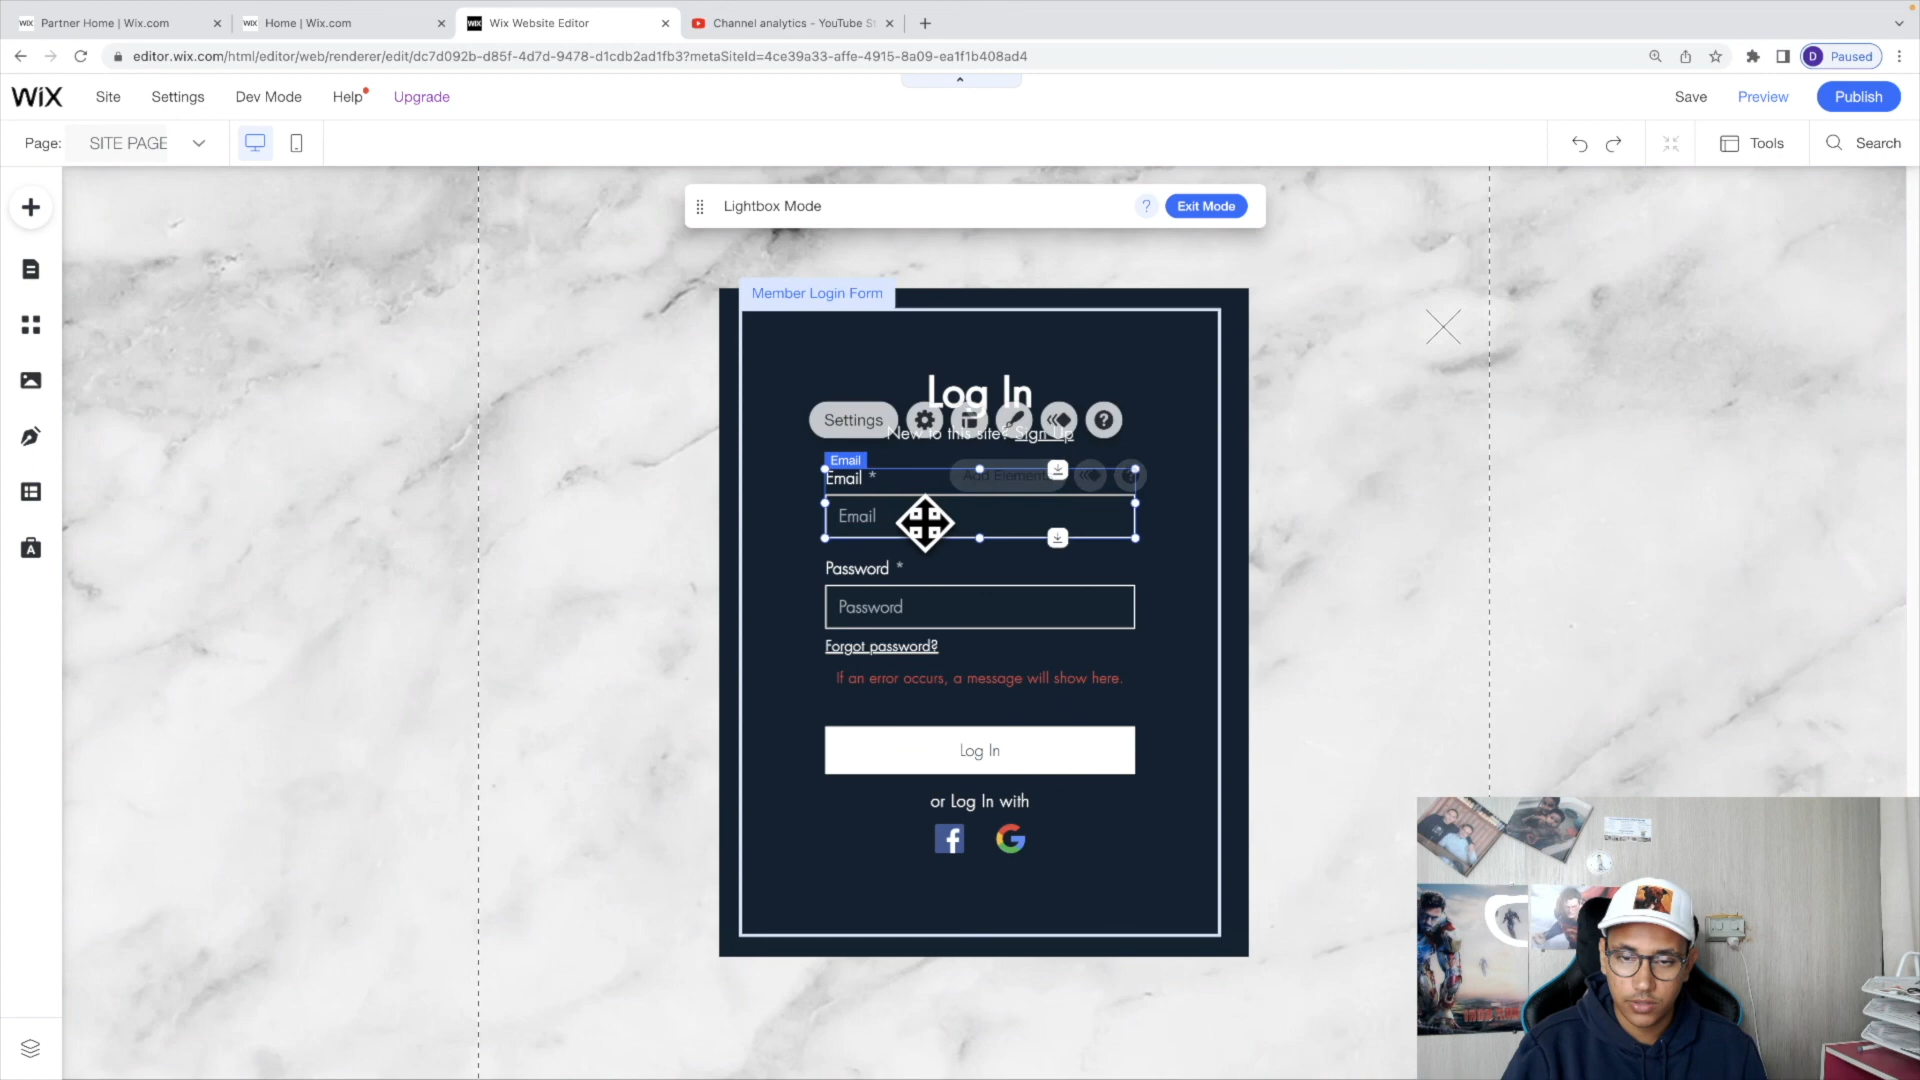 Partner Home | Wix.com
Home | Wix.com
Wix Website Editor
Channel analytics - YouTube St
editor.wix.com/html/editor/web/renderer/edit/dc7d092b-d85f-4d7d-9478-d1cdb2ad1fb3?metaSiteId=4ce39a33-affe-4915-8a09-ea1f1b408ad4
D Paused
WiX Site Settings Dev Mode Help Upgrade
Save Preview Publish
Page: SITE PAGE
Tools Search
Lightbox Mode ? Exit Mode
Member Login Form
Log In
Settings
New to this site? Sign Up
Email
Email *
Add Element
Email
Password *
Password
Forgot password?
If an error occurs, a message will show here.
Log In
or Log In with
IRON MAN